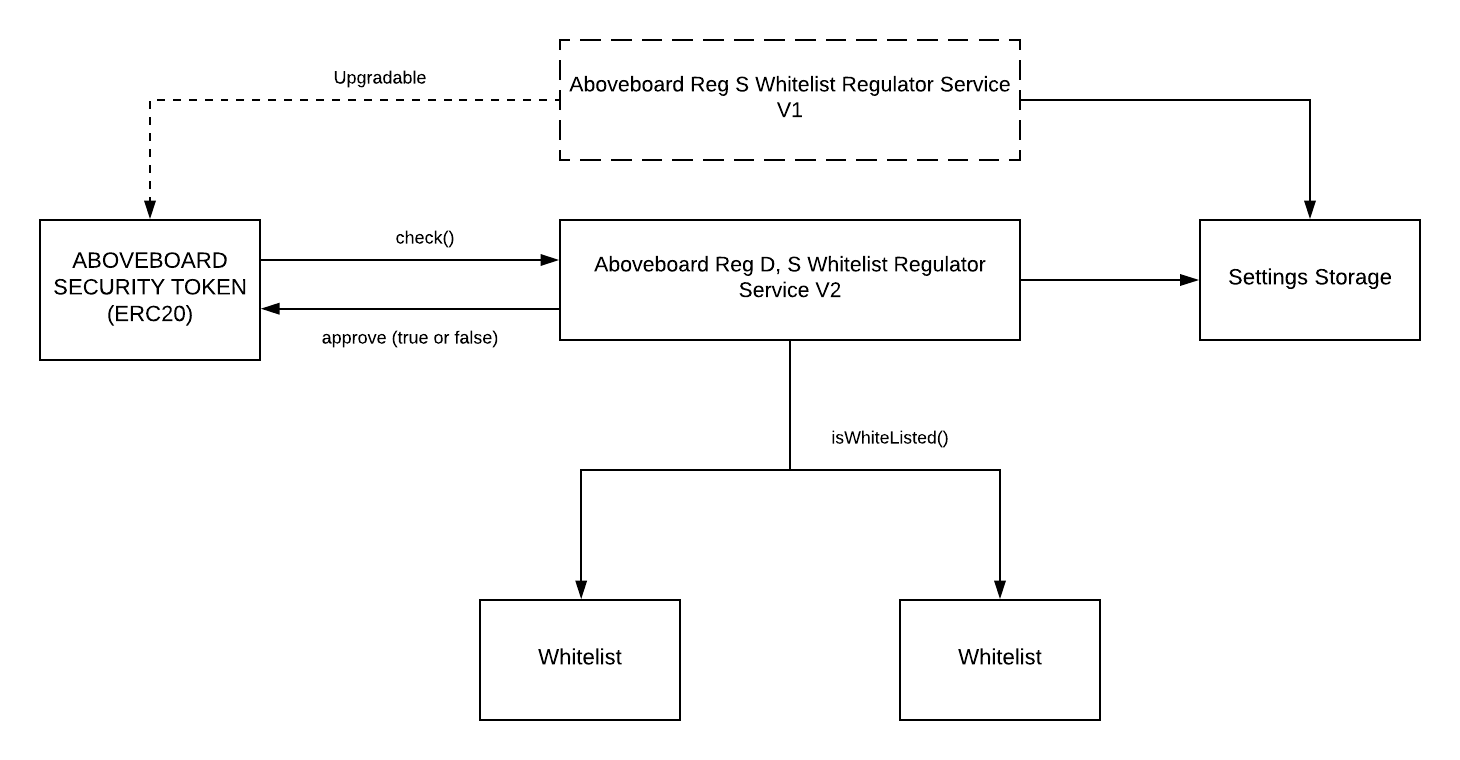 Upgradable
Aboveboard Reg S Whitelist Regulator Service
V1
ABOVEBOARD
SECURITY TOKEN
(ERC20)
check()
approve (true or false)
Aboveboard Reg D, S Whitelist Regulator
Service V2
Settings Storage
isWhiteListed()
Whitelist
Whitelist